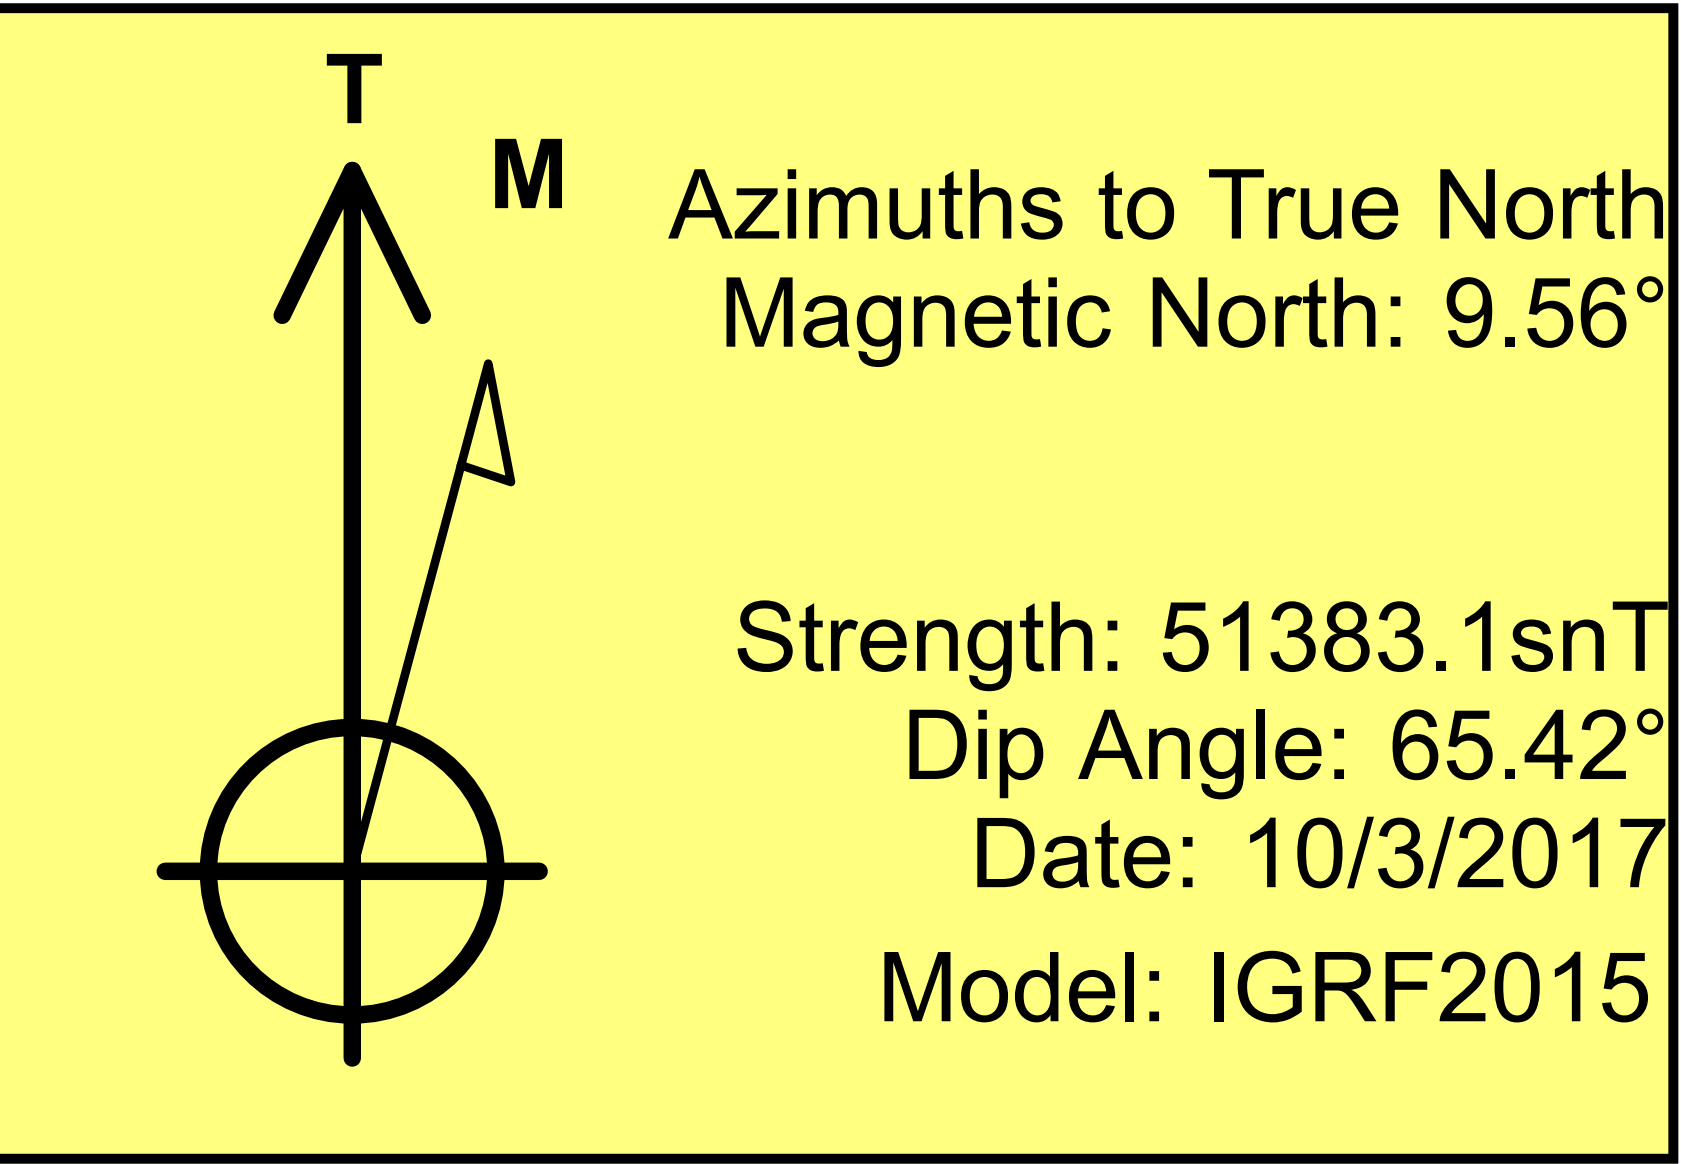 T
M
Azimuths to True North
Magnetic North: 9.56°
Strength: 51383.1snT
Dip Angle: 65.42°
Date: 10/3/2017
Model: IGRF2015